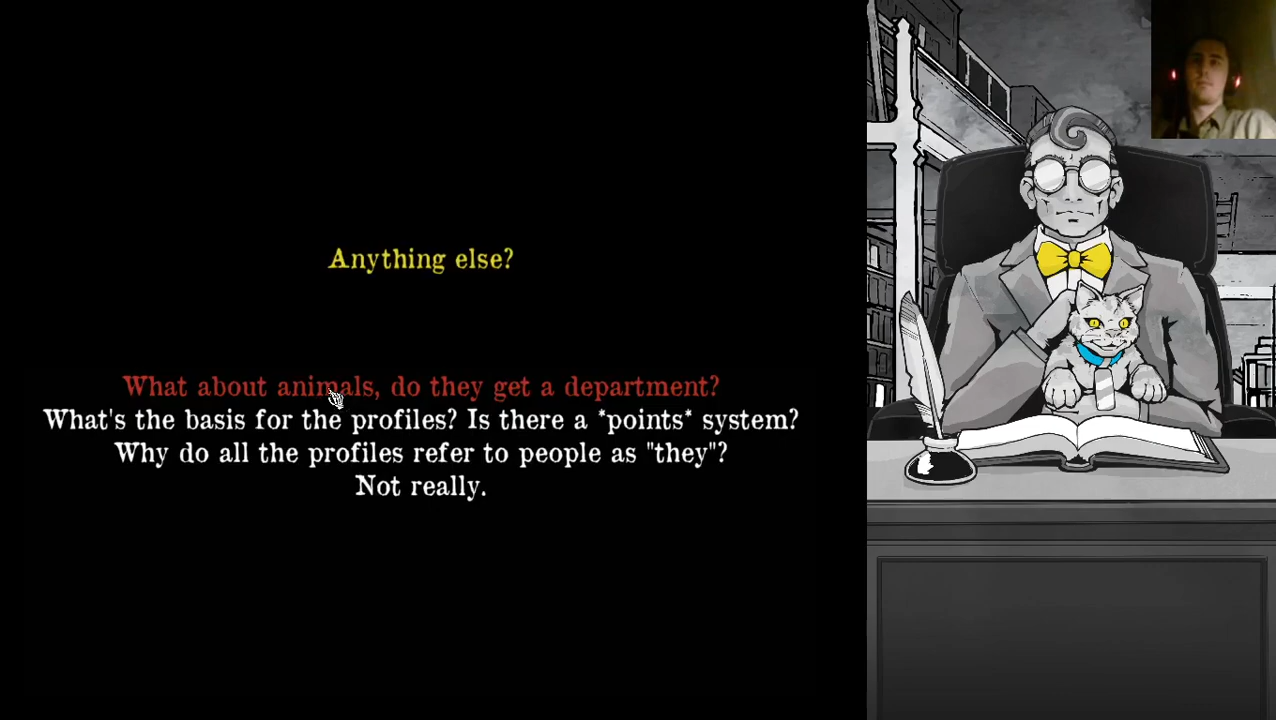 Anything else?
What about animals, do they get a department?
What's the basis for the profiles? Is there a *points* system?
Why do all the profiles refer to people as "they"?
Not really.